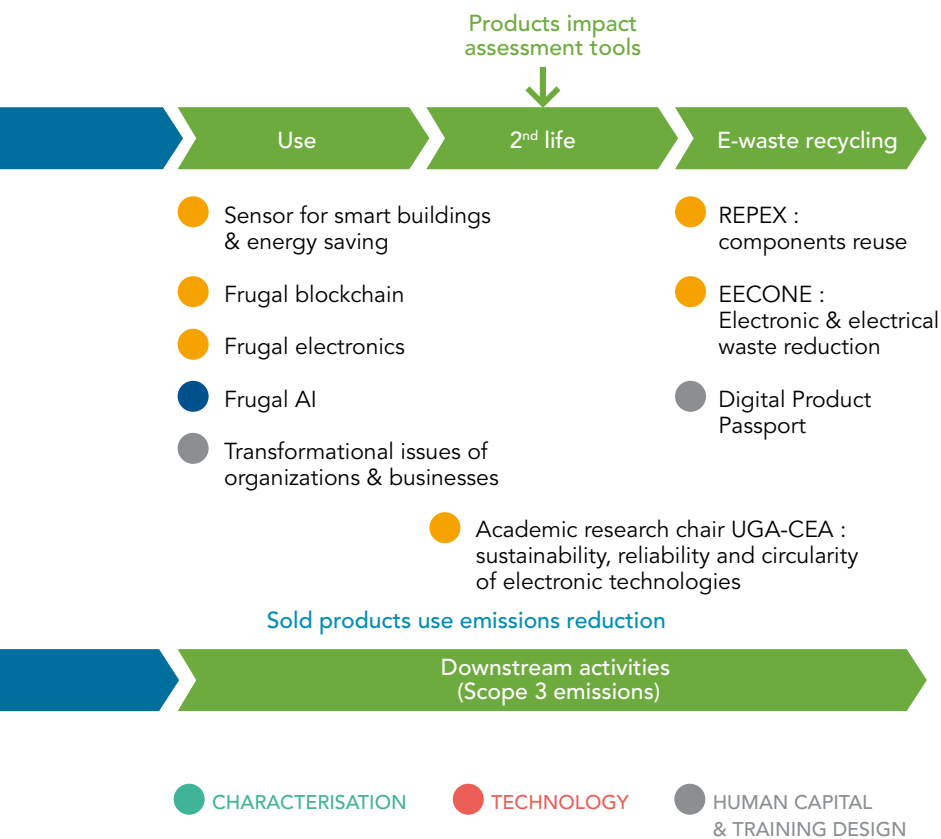 Products impact
assessment tools
Use
2nd life
E-waste recycling
Sensor for smart buildings
& energy saving
Frugal blockchain
Frugal electronics
Frugal AI
Transformational issues of
organizations & businesses
REPEX :
components reuse
EECONE :
Electronic & electrical
waste reduction
Digital Product
Passport
Academic research chair UGA-CEA :
sustainability, reliability and circularity
of electronic technologies
Sold products use emissions reduction
Downstream activities
(Scope 3 emissions)
CHARACTERISATION
TECHNOLOGY
HUMAN CAPITAL
& TRAINING DESIGN